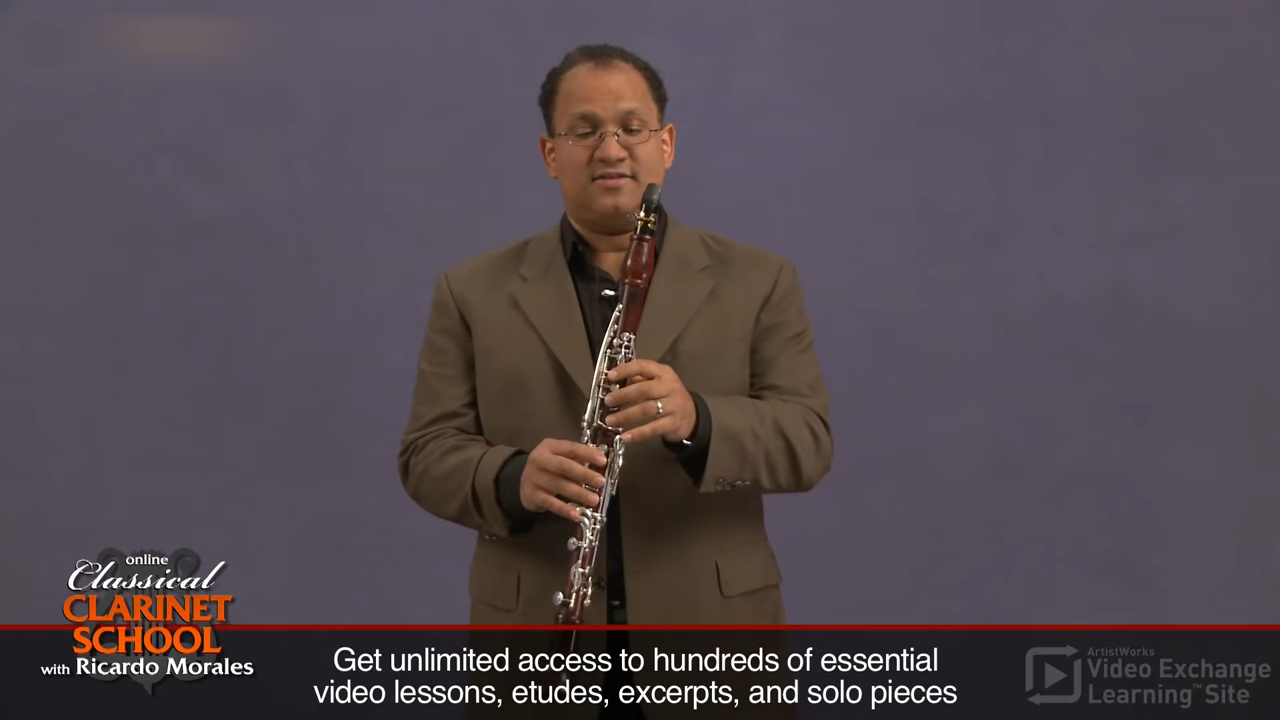 online
Classical
CLARINET
SCHOOL
with Ricardo Morales
Get unlimited access to hundreds of essential
video lessons, etudes, excerpts, and solo pieces
ArtistWorks
Video Exchange
Learning™ Site